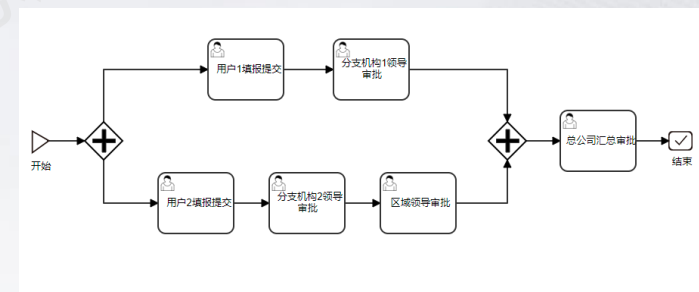 用户1填报提交
分支机构1领导
审批
开始
总公司汇总审批
结束
用户2填报提交
分支机构2领导
审批
区域领导审批